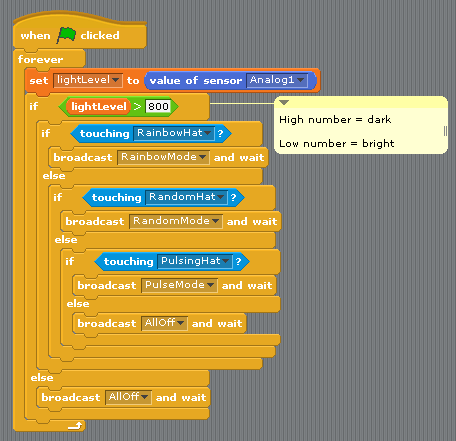 when clicked
forever
set lightLevel to value of sensor Analog1
if lightLevel > 800
High number = dark
Low number = bright
if touching RainbowHat ?
broadcast RainbowMode and wait
else
if touching RandomHat ?
broadcast RandomMode and wait
else
if touching PulsingHat ?
broadcast PulseMode and wait
else
broadcast AllOff and wait
else
broadcast AllOff and wait